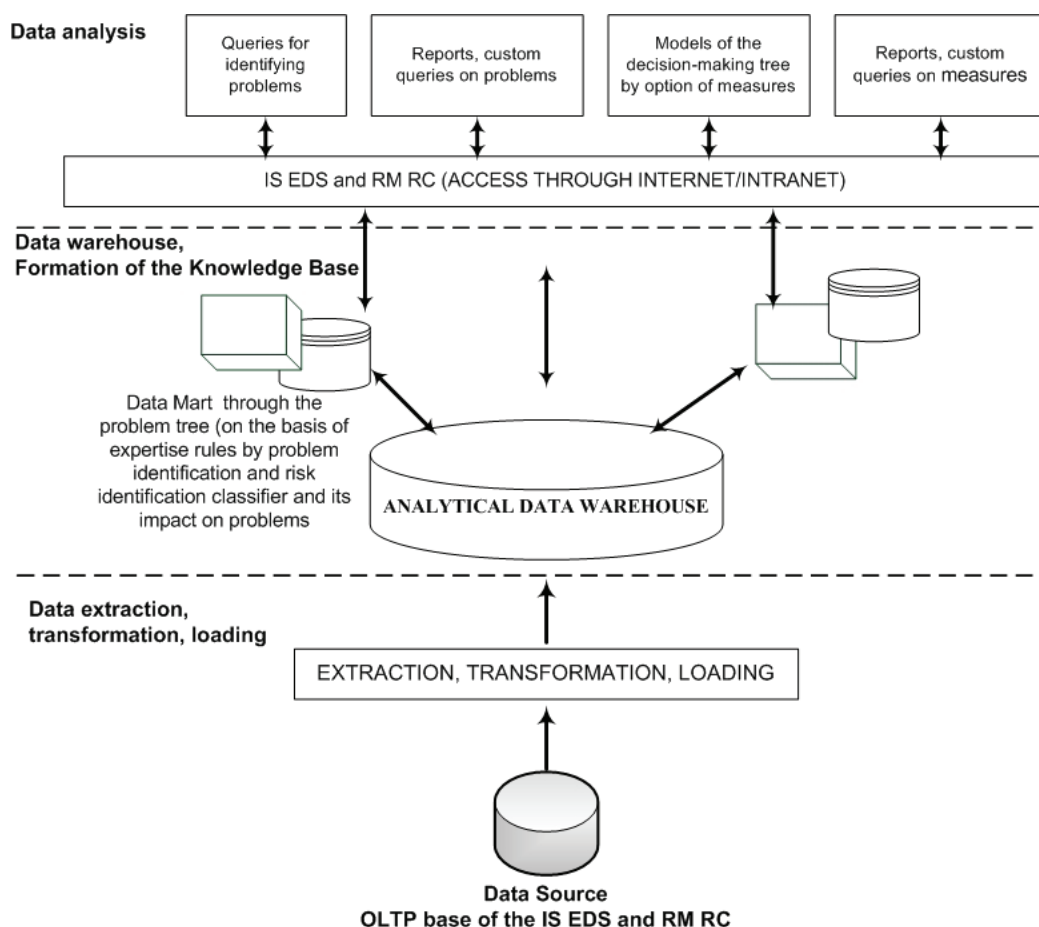 Data analysis
Queries for
identifying
problems
Reports, custom
queries on problems
Models of the
decision-making tree
by option of measures
Reports, custom
queries on measures
IS EDS and RM RC (ACCESS THROUGH INTERNET/INTRANET)
Data warehouse,
Formation of the Knowledge Base
Data Mart through the
problem tree (on the basis of
expertise rules by problem
identification and risk
identification classifier and its
impact on problems
ANALYTICAL DATA WAREHOUSE
Data extraction,
transformation, loading
EXTRACTION, TRANSFORMATION, LOADING
Data Source
OLTP base of the IS EDS and RM RC